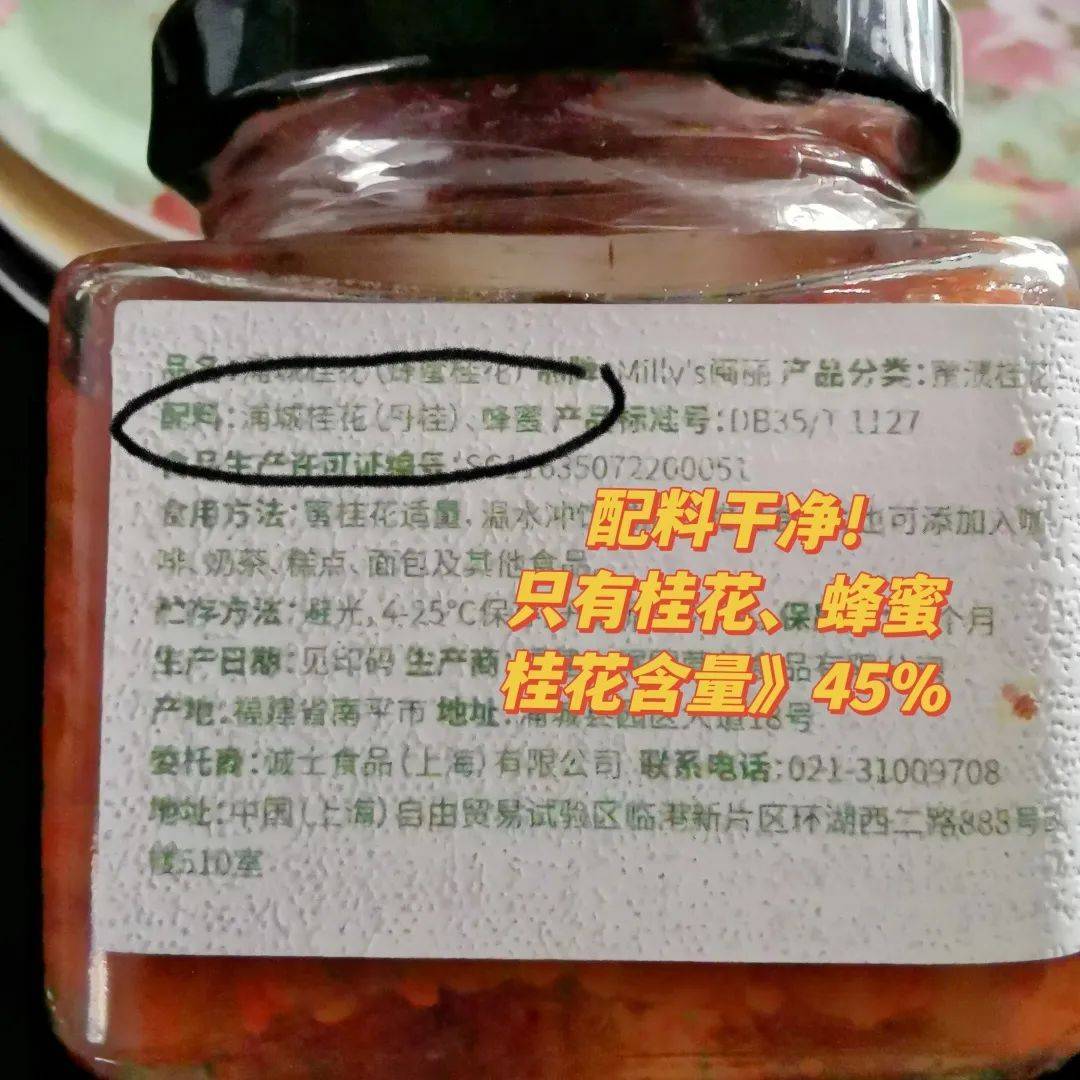 品名:浦城桂花(蜂蜜桂花) 品牌:Milly's 产品分类:蜜渍桂花
配料:浦城桂花(丹桂)、蜂蜜 产品标准号:DB35/T 1127
食品生产许可证编号:SC11635072200051
食用方法:蜜桂花适量,温水冲饮 也可添加入咖
啡、奶茶、糕点、面包及其他食品
贮存方法:避光,4-25°C保 个月
生产日期:见印码 生产商 品有限公司
产地:福建省南平市 地址: 18号
委托商:诚士食品(上海)有限公司 联系电话:021-31009708
地址:中国(上海)自由贸易试验区临港新片区环湖西二路888号
楼510室
配料干净!
只有桂花、蜂蜜
桂花含量》45%